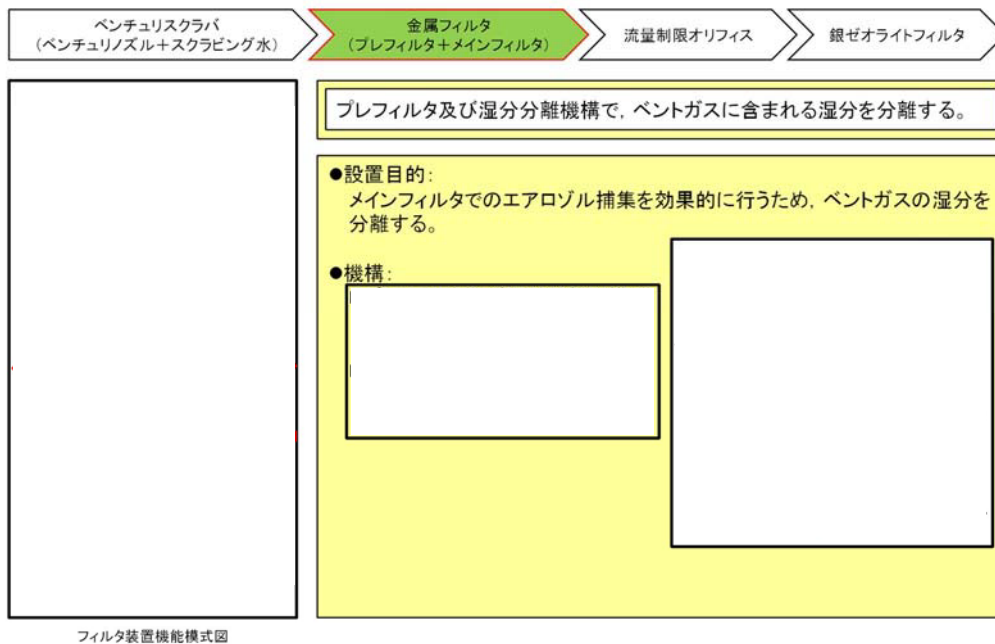 ベンチュリスクラバ
(ベンチュリノズル+スクラビング水)
金属フィルタ
(プレフィルタ+メインフィルタ)
流量制限オリフィス
銀ゼオライトフィルタ
プレフィルタ及び湿分分離機構で, ベントガスに含まれる湿分を分離する。
●設置目的:
メインフィルタでのエアロゾル捕集を効果的に行うため, ベントガスの湿分を
分離する。
●機構:
フィルタ装置機能模式図